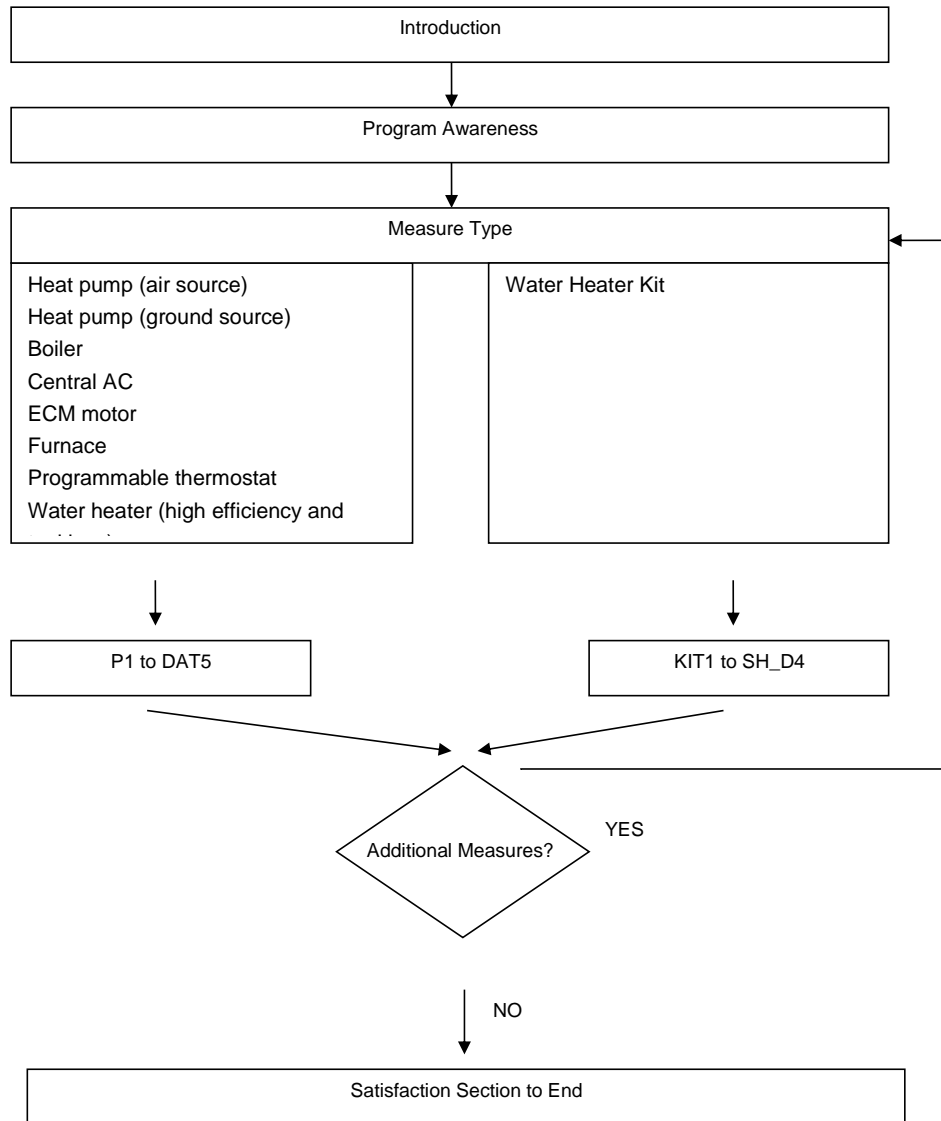 Introduction
Program Awareness
Measure Type
Heat pump (air source)
Heat pump (ground source)
Boiler
Central AC
ECM motor
Furnace
Programmable thermostat
Water heater (high efficiency and
Water Heater Kit
P1 to DAT5
KIT1 to SH_D4
Additional Measures?
YES
NO
Satisfaction Section to End